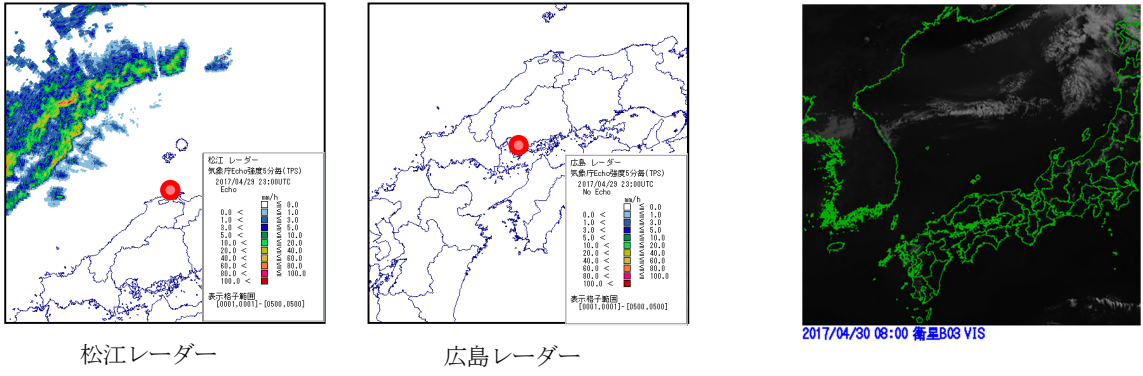 松江 レーダー
気象庁Echo強度5分毎(TPS)
2017/04/29 23:00UTC
Echo
mm/h
≦ 0.0
0.0 < ≦ 1.0
1.0 < ≦ 3.0
3.0 < ≦ 5.0
5.0 < ≦ 10.0
10.0 < ≦ 20.0
20.0 < ≦ 40.0
40.0 < ≦ 60.0
60.0 < ≦ 80.0
80.0 < ≦ 100.0
100.0 <
表示格子範囲
[0001,0001]-[0500,0500]
松江レーダー
広島 レーダー
気象庁Echo強度5分毎(TPS)
2017/04/29 23:00UTC
No Echo
mm/h
≦ 0.0
0.0 < ≦ 1.0
1.0 < ≦ 3.0
3.0 < ≦ 5.0
5.0 < ≦ 10.0
10.0 < ≦ 20.0
20.0 < ≦ 40.0
40.0 < ≦ 60.0
60.0 < ≦ 80.0
80.0 < ≦ 100.0
100.0 <
表示格子範囲
[0001,0001]-[0500,0500]
広島レーダー
2017/04/30 08:00 衛星B03 VIS